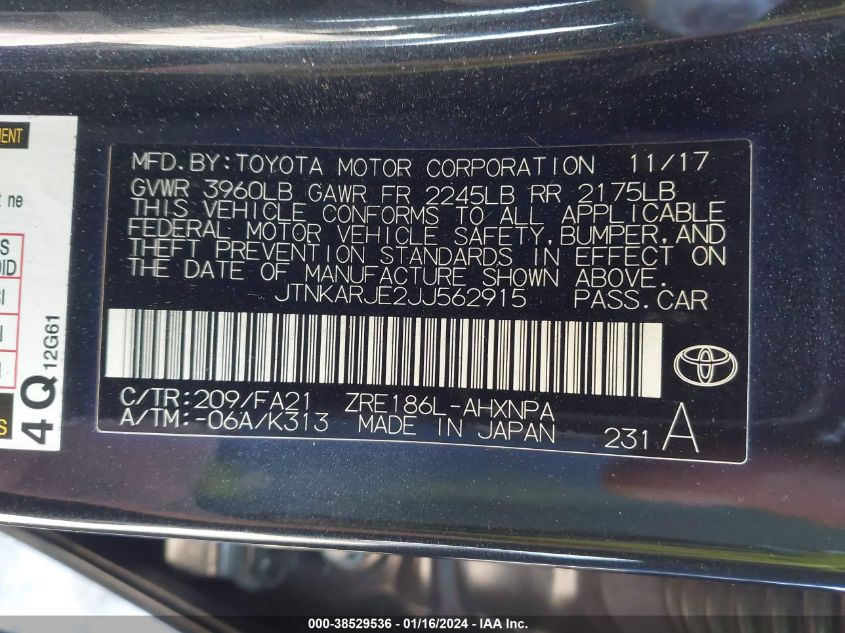 MFD.BY:TOYOTA MOTOR CORPORATION 11/17
GVWR 3960LB GAWR FR 2245LB RR 2175LB
THIS VEHICLE CONFORMS TO ALL APPLICABLE
FEDERAL MOTOR VEHICLE SAFETY,BUMPER,AND
THEFT PREVENTION STANDARDS IN EFFECT ON
THE DATE OF MANUFACTURE SHOWN ABOVE.
JTNKARJE2JJ562915 PASS.CAR
C/TR:209/FA21 ZRE186L-AHXNPA
A/TM:-06A/K313 MADE IN JAPAN 231 A
ne
4Q 12G61
000-38529536 - 01/16/2024 - IAA, Inc.